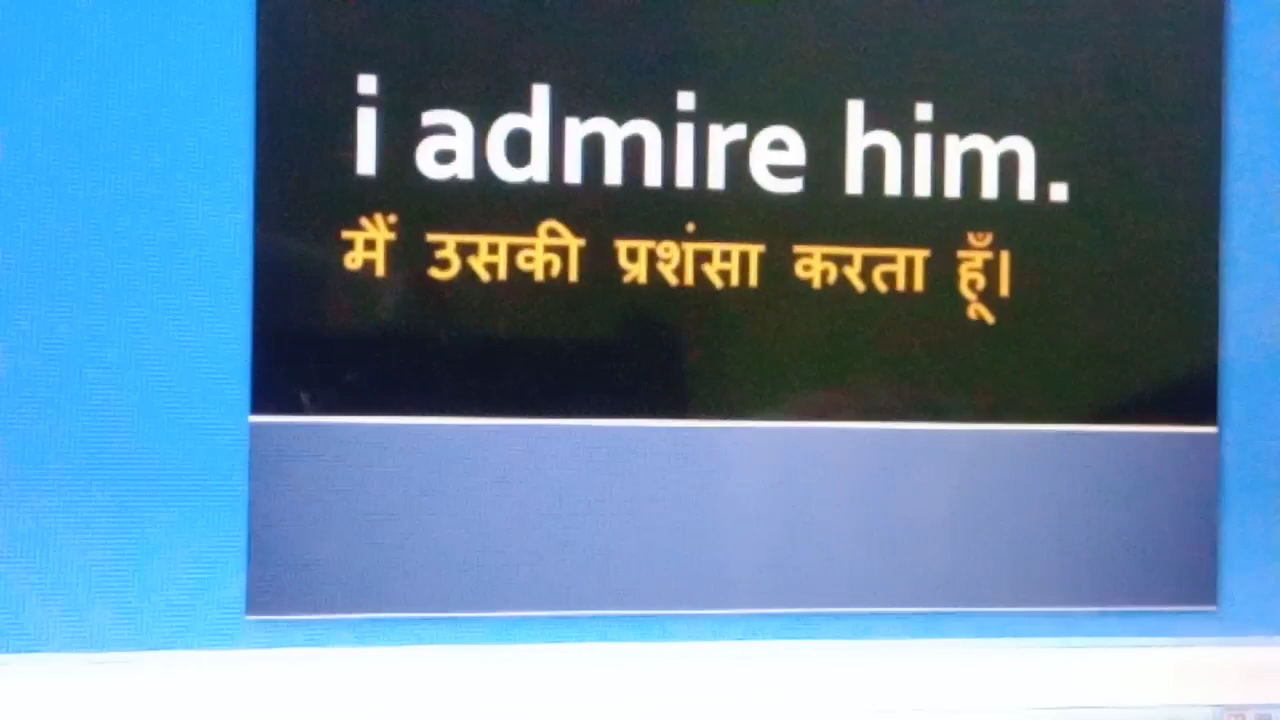 i admire him.
मैं उसकी प्रशंसा करता हूँ।